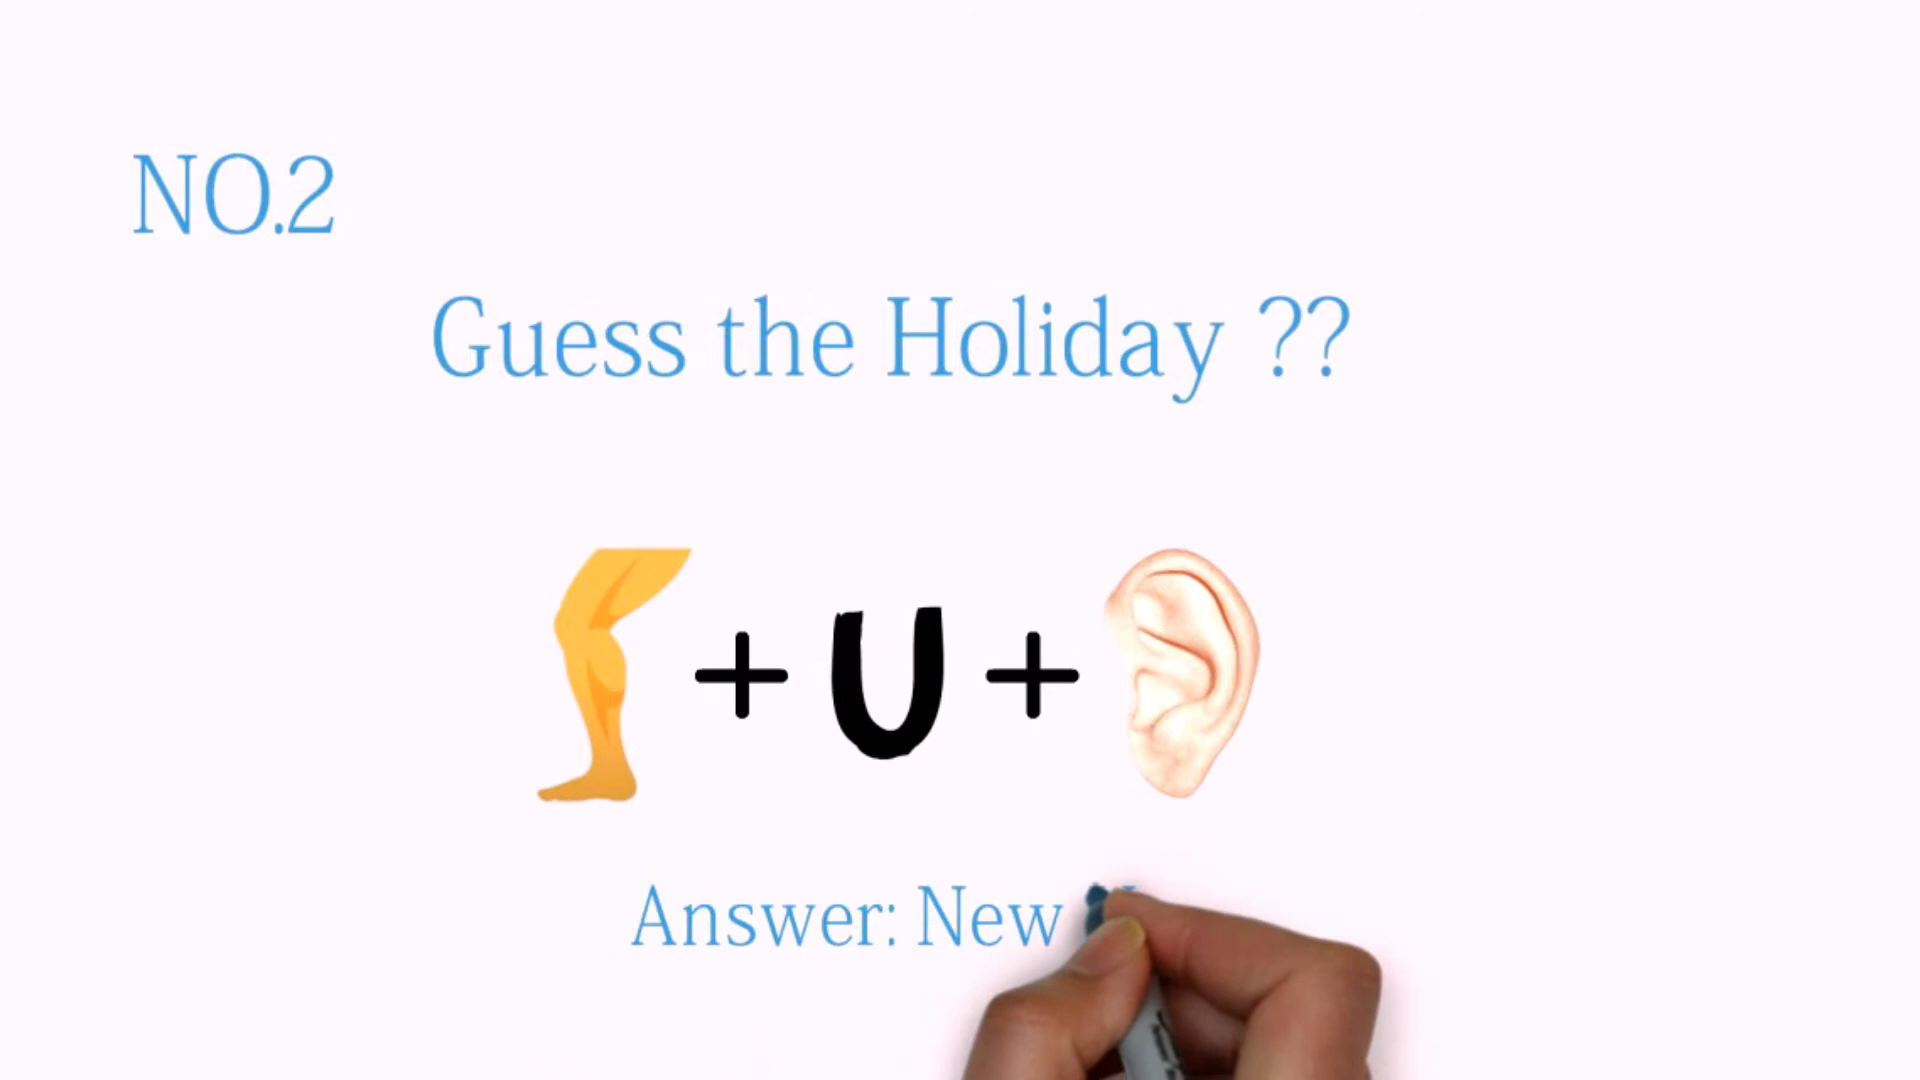 NO.2
Guess the Holiday ??
+ U +
Answer: New